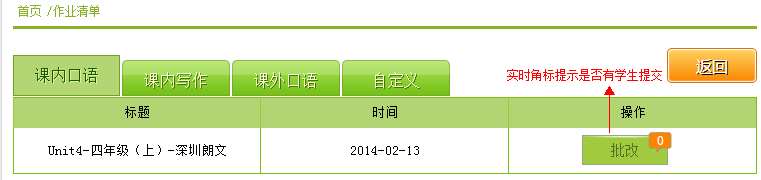 首页 /作业清单
课内口语 课内写作 课外口语 自定义 实时角标提示是否有学生提交 返回
标题 时间 操作
Unit4-四年级（上）-深圳朗文 2014-02-13 批改 0